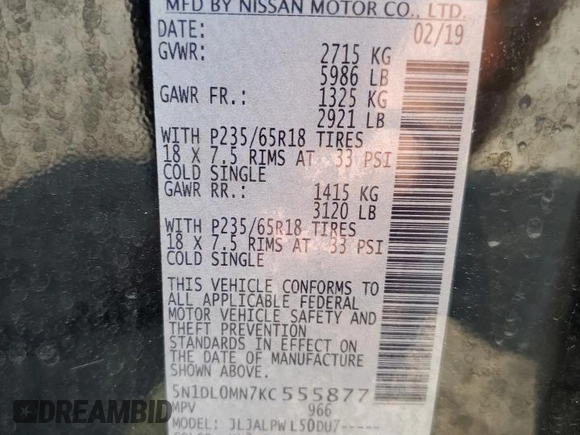 MFD BY NISSAN MOTOR CO., LTD.
DATE: 02/19
GVWR: 2715 KG
5986 LB
GAWR FR.: 1325 KG
2921 LB
WITH P235/65R18 TIRES
18 X 7.5 RIMS AT 33 PSI
COLD SINGLE
GAWR RR.: 1415 KG
3120 LB
WITH P235/65R18 TIRES
18 X 7.5 RIMS AT 33 PSI
COLD SINGLE
THIS VEHICLE CONFORMS TO
ALL APPLICABLE FEDERAL
MOTOR VEHICLE SAFETY AND
THEFT PREVENTION
STANDARDS IN EFFECT ON THE
DATE OF MANUFACTURE
SHOWN ABOVE.
5N1DL0MN7KC555877
MPV 966
MODEL: JLJALPWL50DU7-----
BIDHISTORY